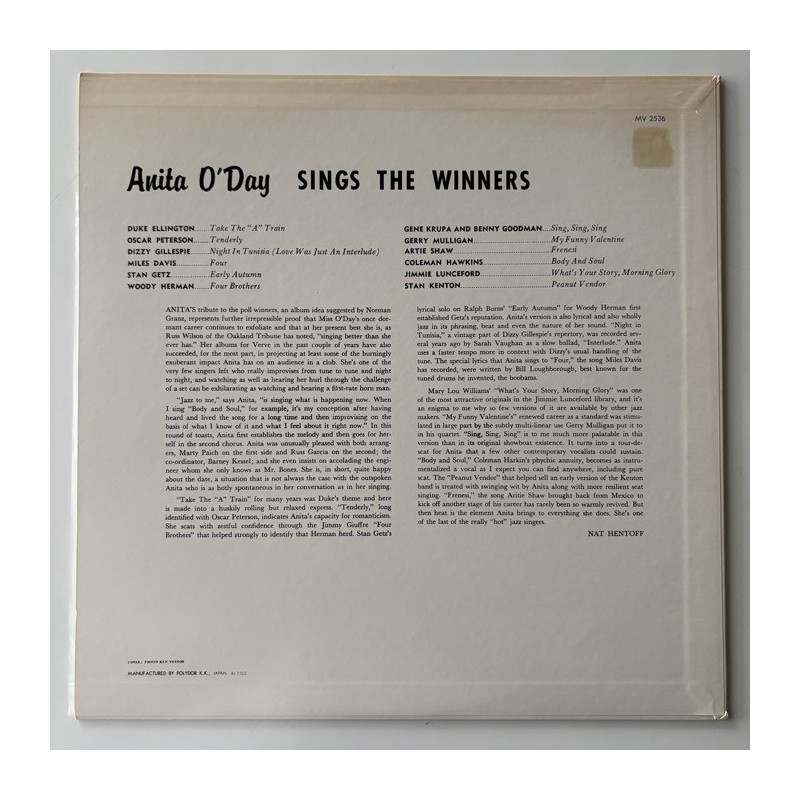 MV 2536
Anita O'Day SINGS THE WINNERS
DUKE ELLINGTON.......Take The "A" Train
OSCAR PETERSON.......Tenderly
DIZZY GILLESPIE.......Night In Tunisia (Love Was Just An Interlude)
MILES DAVIS.............Four
STAN GETZ...............Early Autumn
WOODY HERMAN.......Four Brothers
GENE KRUPA AND BENNY GOODMAN....Sing, Sing, Sing
GERRY MULLIGAN..........................My Funny Valentine
ARTIE SHAW..................................Frenesi
COLEMAN HAWKINS.......................Body And Soul
JIMMIE LUNCEFORD........................What's Your Story, Morning Glory
STAN KENTON................................Peanut Vendor
ANITA'S tribute to the poll winners, an album idea suggested by Norman
Granz, represents further irrepressible proof that Miss O'Day's once dor-
mant career continues to exfoliate and that at her present best she is, as
Russ Wilson of the Oakland Tribune has noted, "singing better than she
ever has." Her albums for Verve in the past couple of years have also
succeeded, for the most part, in projecting at least some of the burningly
exuberant impact Anita has on an audience in a club. She's one of the
very few singers left who really improvises from tune to tune and night
to night, and watching as well as hearing her hurl through the challenge
of a set can be exhilarating as watching and hearing a first-rate horn man.
"Jazz to me," says Anita, "is singing what is happening now. When
I sing "Body and Soul," for example, it's my conception after having
heard and lived the song for a long time and then improvising on the
basis of what I know of it and what I feel about it right now." In this
round of toasts, Anita first establishes the melody and then goes for her-
self in the second chorus. Anita was unusually pleased with both arrang-
ers, Marty Paich on the first side and Russ Garcia on the second; the
co-ordinator, Barney Kessel; and she even insists on accolading the engi-
neer whom she only knows as Mr. Bones. She is, in short, quite happy
about the date, a situation that is not always the case with the outspoken
Anita who is as hotly spontaneous in her conversation as in her singing.
"Take The "A" Train" for many years was Duke's theme and here
is made into a huskily rolling but relaxed express. "Tenderly," long
identified with Oscar Peterson, indicates Anita's capacity for romanticism.
She scats with zestful confidence through the Jimmy Giuffre "Four
Brothers" that helped strongly to identify that Herman herd. Stan Getz's
lyrical solo on Ralph Burns' "Early Autumn" for Woody Herman first
established Getz's reputation. Anita's version is also lyrical and also wholly
jazz in its phrasing, beat and even the nature of her sound. "Night in
Tunisia," a vintage part of Dizzy Gillespie's repertory, was recorded sev-
eral years ago by Sarah Vaughan as a slow ballad, "Interlude." Anita
uses a faster tempo more in context with Dizzy's usual handling of the
tune. The special lyrics that Anita sings to "Four," the song Miles Davis
has recorded, were written by Bill Loughborough, best known for the
tuned drums he invented, the boobams.
Mary Lou Williams' "What's Your Story, Morning Glory" was one
of the most attractive originals in the Jimmie Lunceford library, and it's
an enigma to me why so few versions of it are available by other jazz
makers. "My Funny Valentine's" renewed career as a standard was stimu-
lated in large part by the subtly multi-linear use Gerry Mulligan put it to
in his quartet. "Sing, Sing, Sing" is to me much more palatable in this
version than in its original showboat existence. It turns into a tour-de-
scat for Anita that a few other contemporary vocalists could sustain.
"Body and Soul," Coleman Harkin's phychic annuity, becomes as instru-
mentalized a vocal as I expect you can find anywhere, including pure
scat. The "Peanut Vendor" that helped sell an early version of the Kenton
band is treated with swinging wit by Anita along with more resilient seat
singing. "Frenesi," the song Aritie Shaw brought back from Mexico to
kick off another stage of his career has rarely been so warmly revived. But
then heat is the element Anita brings to everything she does. She's one
of the last of the really "hot" jazz singers.
NAT HENTOFF
COVER: PHOTO KEN VEEDER
MANUFACTURED BY POLYDOR K.K., JAPAN